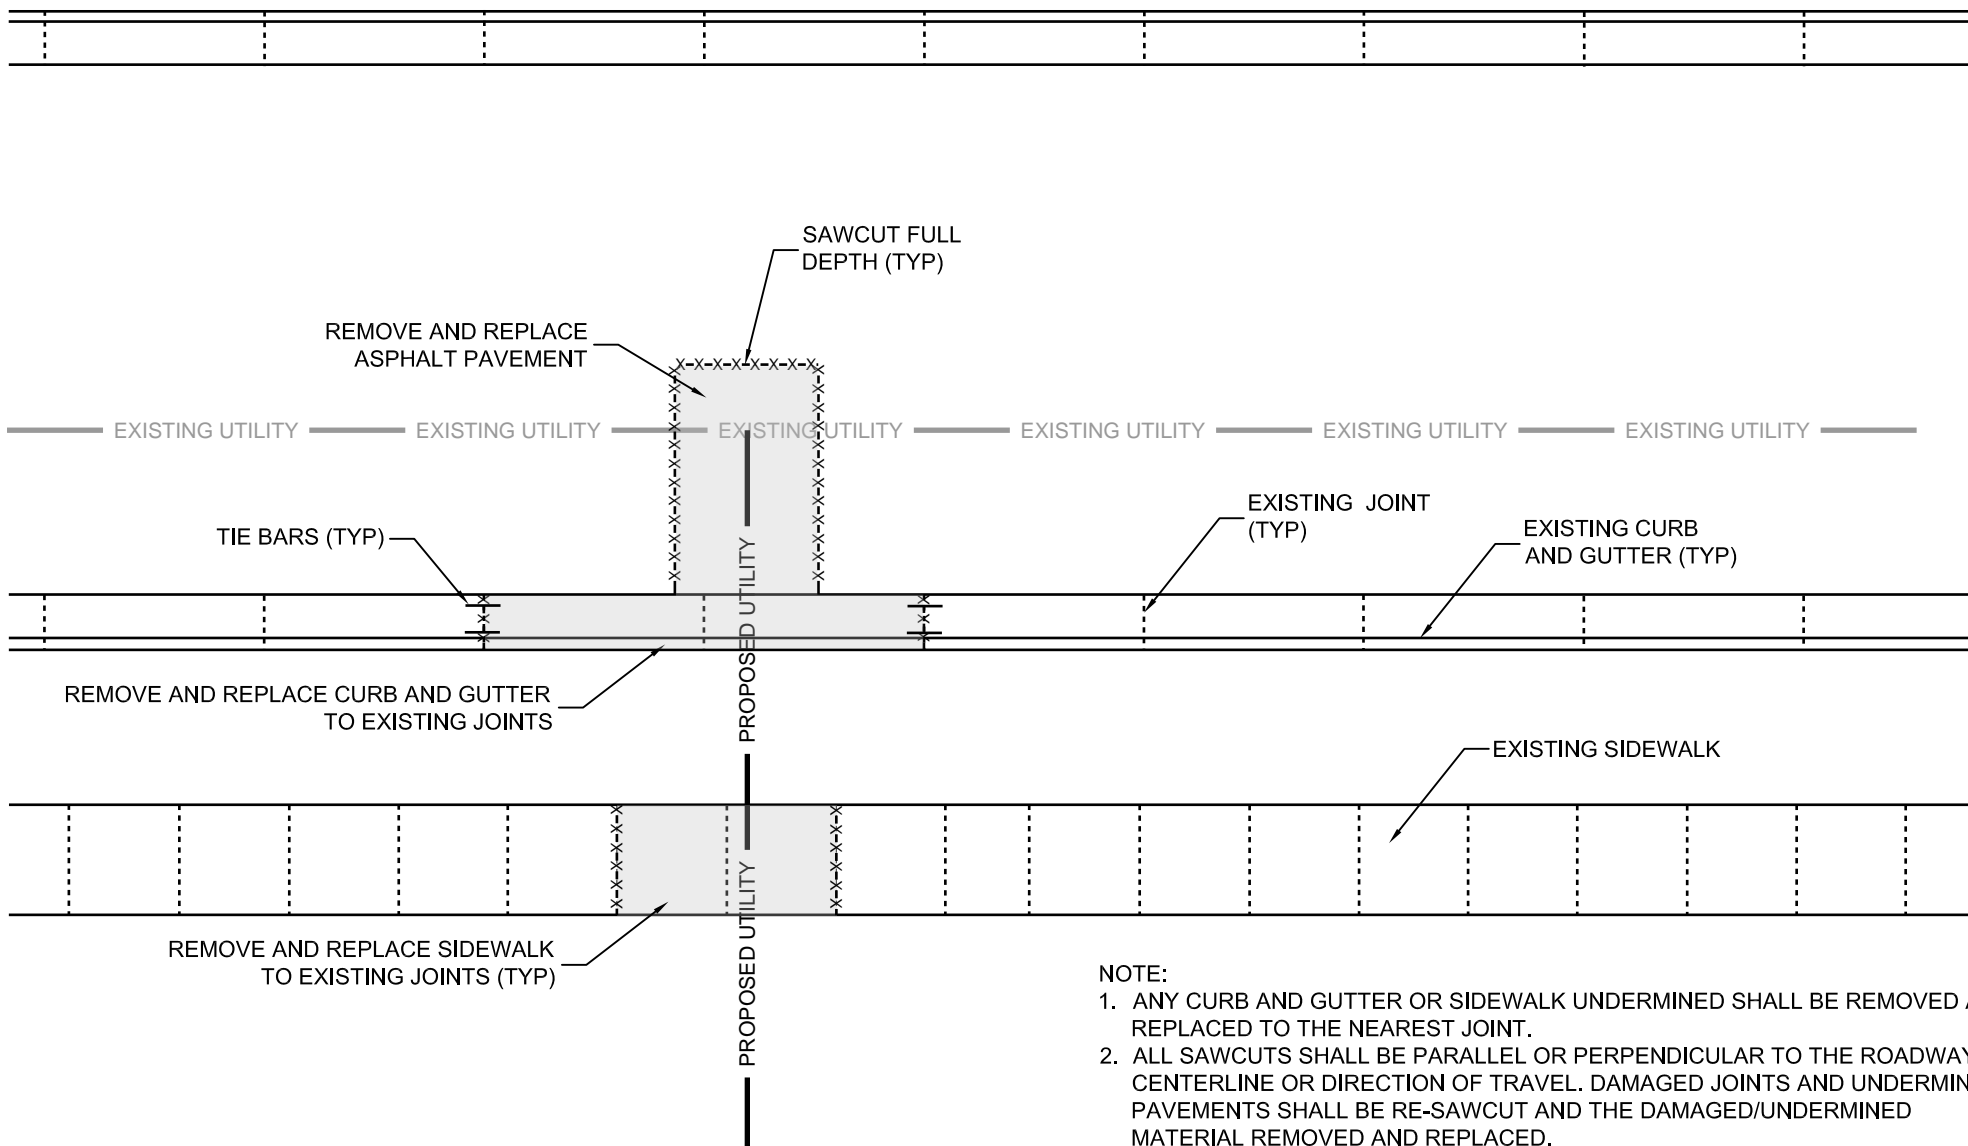 SAWCUT FULL
DEPTH (TYP)
REMOVE AND REPLACE
ASPHALT PAVEMENT
EXISTING UTILITY EXISTING UTILITY EXISTING UTILITY EXISTING UTILITY EXISTING UTILITY EXISTING UTILITY
TIE BARS (TYP)
EXISTING JOINT
(TYP)
EXISTING CURB
AND GUTTER (TYP)
PROPOSED UTILITY
REMOVE AND REPLACE CURB AND GUTTER
TO EXISTING JOINTS
EXISTING SIDEWALK
PROPOSED UTILITY
REMOVE AND REPLACE SIDEWALK
TO EXISTING JOINTS (TYP)
NOTE:
1. ANY CURB AND GUTTER OR SIDEWALK UNDERMINED SHALL BE REMOVED
REPLACED TO THE NEAREST JOINT.
2. ALL SAWCUTS SHALL BE PARALLEL OR PERPENDICULAR TO THE ROADWAY
CENTERLINE OR DIRECTION OF TRAVEL. DAMAGED JOINTS AND
PAVEMENTS SHALL BE RE-SAWCUT AND THE DAMAGED/UNDERMINED
MATERIAL REMOVED AND REPLACED.